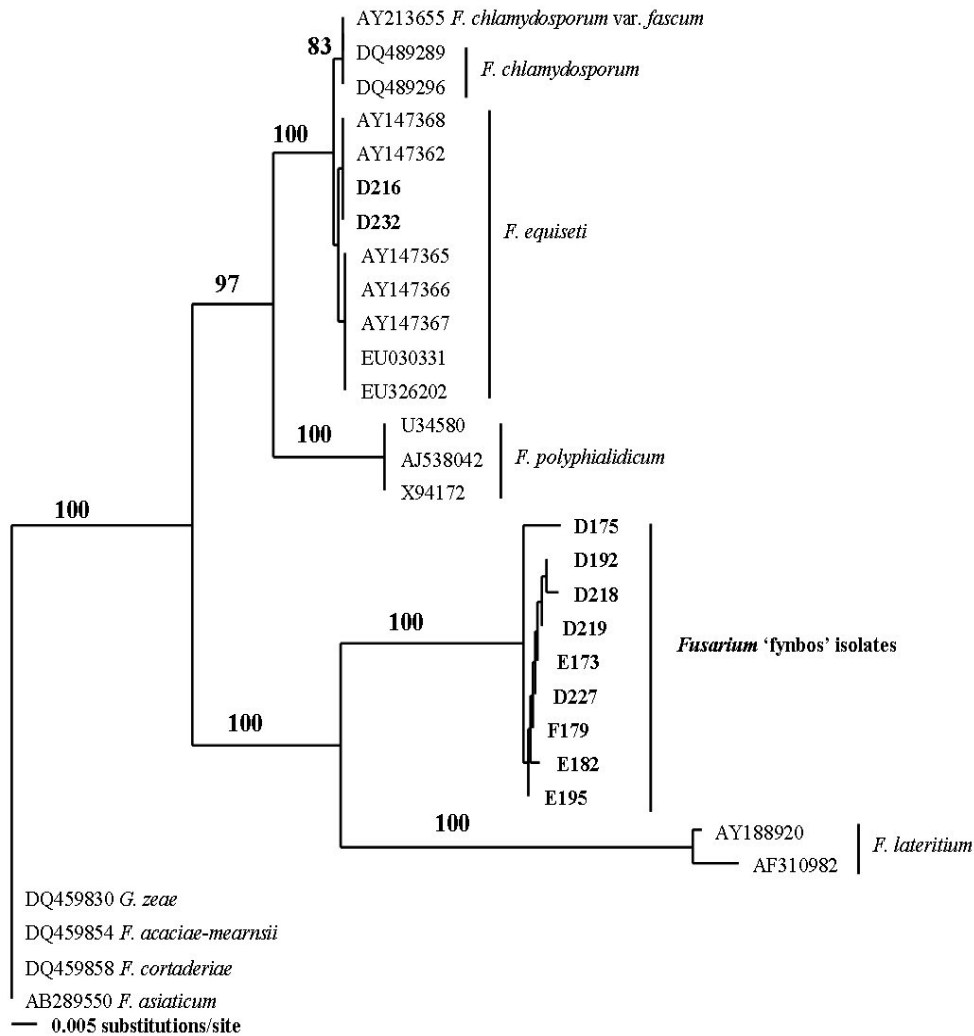 AY213655 F. chlamydosporum var. fascum
83
DQ489289
F. chlamydosporum
DQ489296
AY147368
100
AY147362
D216
D232
F. equiseti
AY147365
97
AY147366
AY147367
EU030331
EU326202
U34580
100
AJ538042
F. polyphialidicum
X94172
100
D175
D192
D218
100
D219
Fusarium ‘fynbos’ isolates
E173
D227
100
F179
E182
E195
100
AY188920
F. lateritium
AF310982
DQ459830 G. zeae
DQ459854 F. acaciae-mearnsii
DQ459858 F. cortaderiae
AB289550 F. asiaticum
0.005 substitutions/site